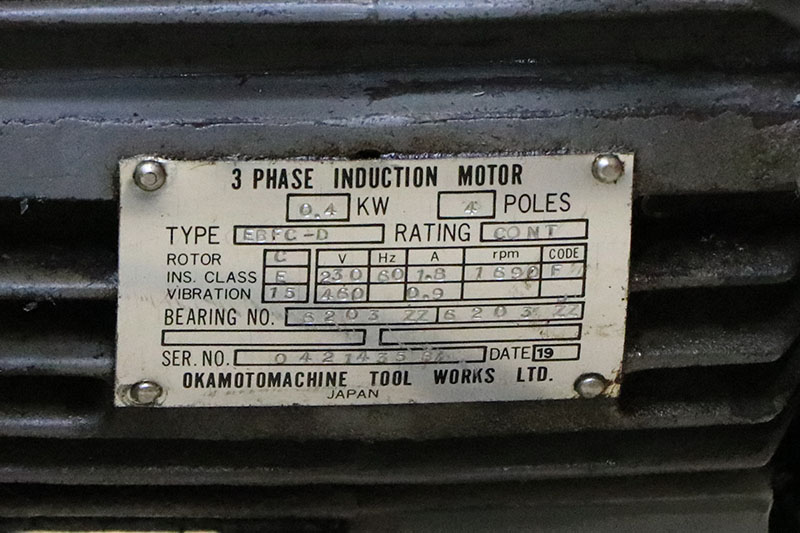 3 PHASE INDUCTION MOTOR
0.4 KW 4 POLES
TYPE EBFC-D RATING CONT
ROTOR C V Hz A rpm CODE
INS. CLASS E 230 60 1.8 1690 F
VIBRATION 15 460 0.9
BEARING NO. 6203 ZZ 6203 ZZ
SER. NO. DATE 19
OKAMOTOMACHINE TOOL WORKS LTD.
JAPAN